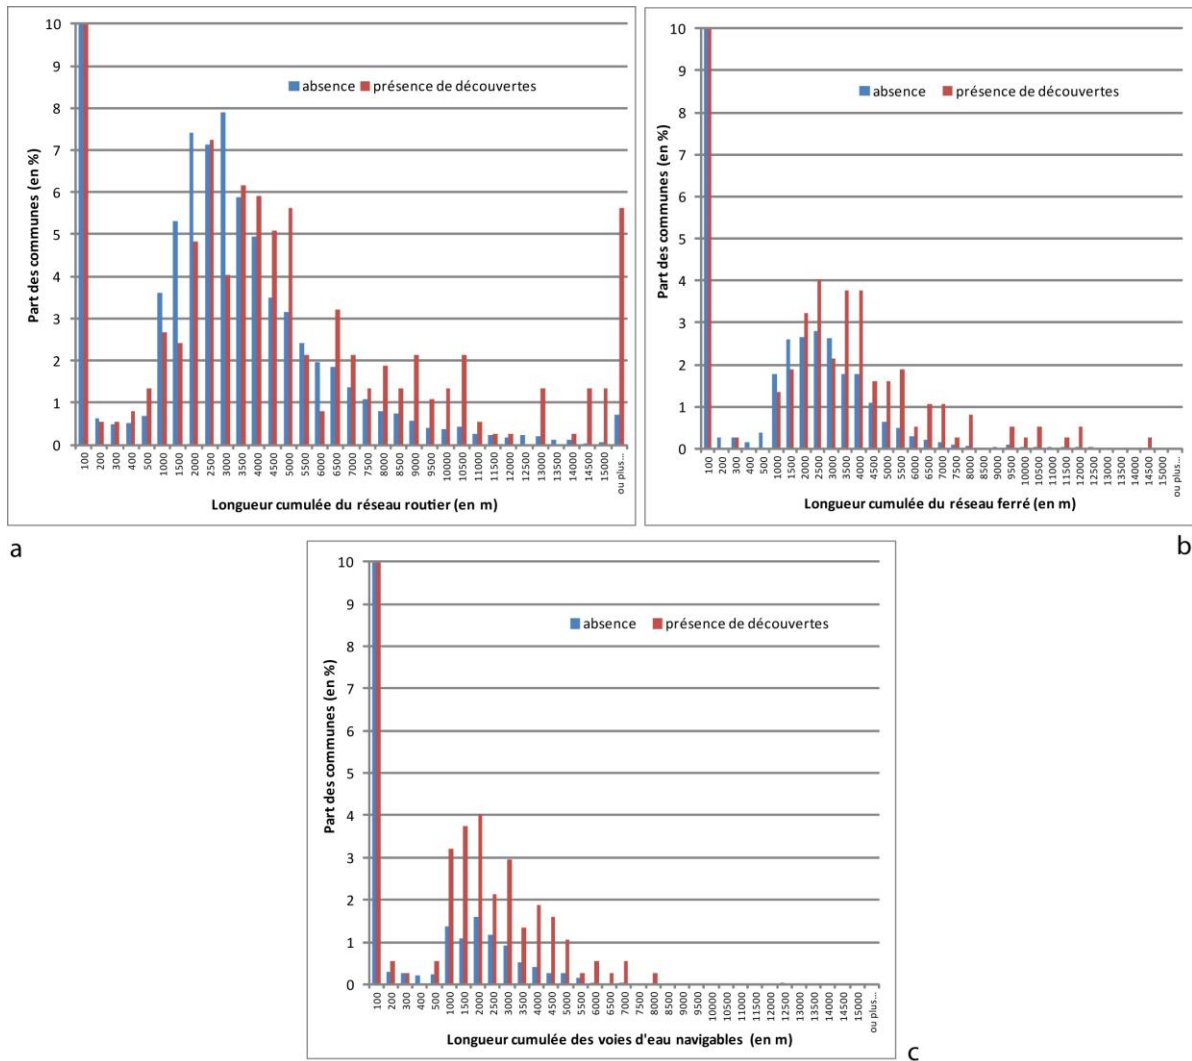 10
9
8
7
6
5
4
3
2
1
0
Part des communes (en %)
absence présence de découvertes
100 200 300 400 500 1000 1500 2000 2500 3000 3500 4000 4500 5000 5500 6000 6500 7000 7500 8000 8500 9000 9500 10000 10500 11000 11500 12000 12500 13000 13500 14000 14500 15000 ou plus...
Longueur cumulée du réseau routier (en m)
a
10
9
8
7
6
5
4
3
2
1
0
Part des communes (en %)
absence présence de découvertes
100 200 300 400 500 1000 1500 2000 2500 3000 3500 4000 4500 5000 5500 6000 6500 7000 7500 8000 8500 9000 9500 10000 10500 11000 11500 12000 12500 13000 13500 14000 14500 15000 ou plus...
Longueur cumulée du réseau ferré (en m)
b
10
9
8
7
6
5
4
3
2
1
0
Part des communes (en %)
absence présence de découvertes
100 200 300 400 500 1000 1500 2000 2500 3000 3500 4000 4500 5000 5500 6000 6500 7000 7500 8000 8500 9000 9500 10000 10500 11000 11500 12000 12500 13000 13500 14000 14500 15000 ou plus...
Longueur cumulée des voies d'eau navigables (en m)
c